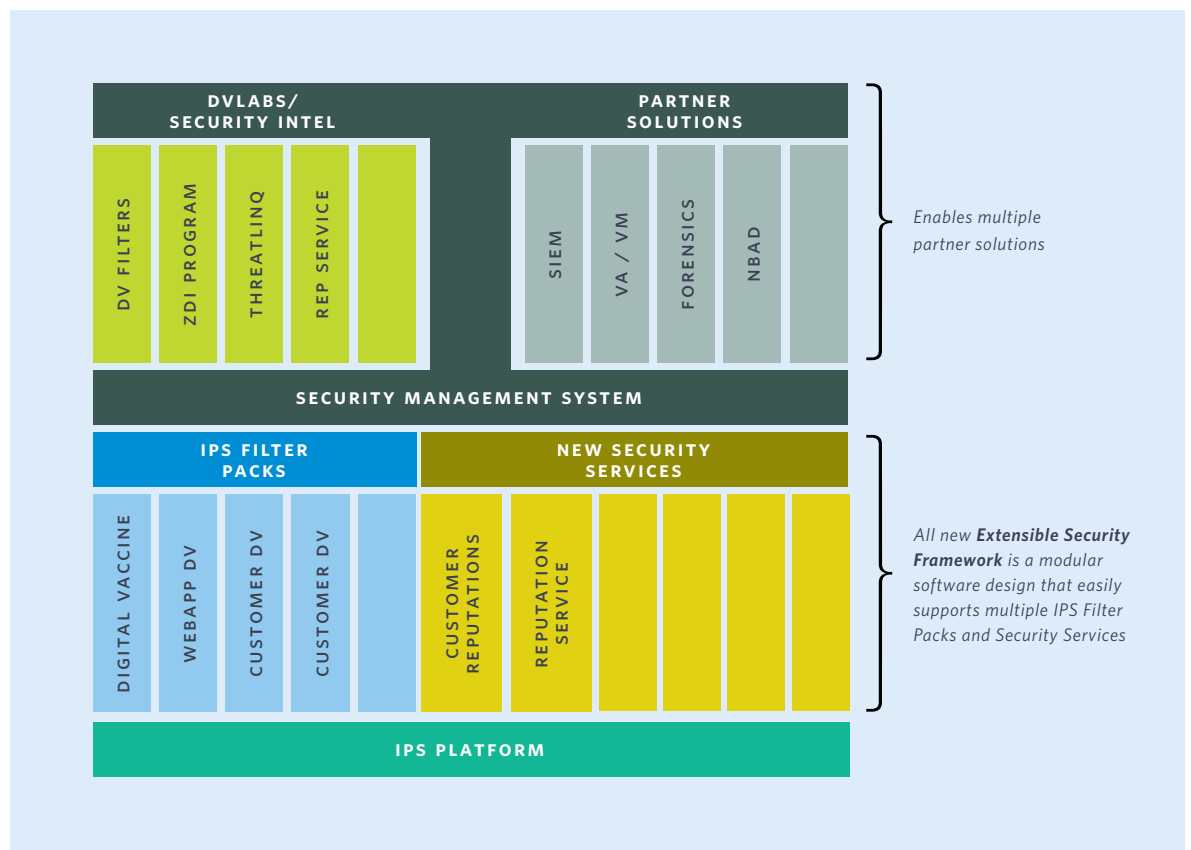 DVLABS/
SECURITY INTEL
PARTNER
SOLUTIONS
DV FILTERS
ZDI PROGRAM
THREATLINQ
REP SERVICE
SIEM
VA / VM
FORENSICS
NBAD
Enables multiple
partner solutions
SECURITY MANAGEMENT SYSTEM
IPS FILTER
PACKS
NEW SECURITY
SERVICES
DIGITAL VACCINE
WEBAPP DV
CUSTOMER DV
CUSTOMER DV
CUSTOMER
REPUTATIONS
REPUTATION
SERVICE
All new Extensible Security
Framework is a modular
software design that easily
supports multiple IPS Filter
Packs and Security Services
IPS PLATFORM